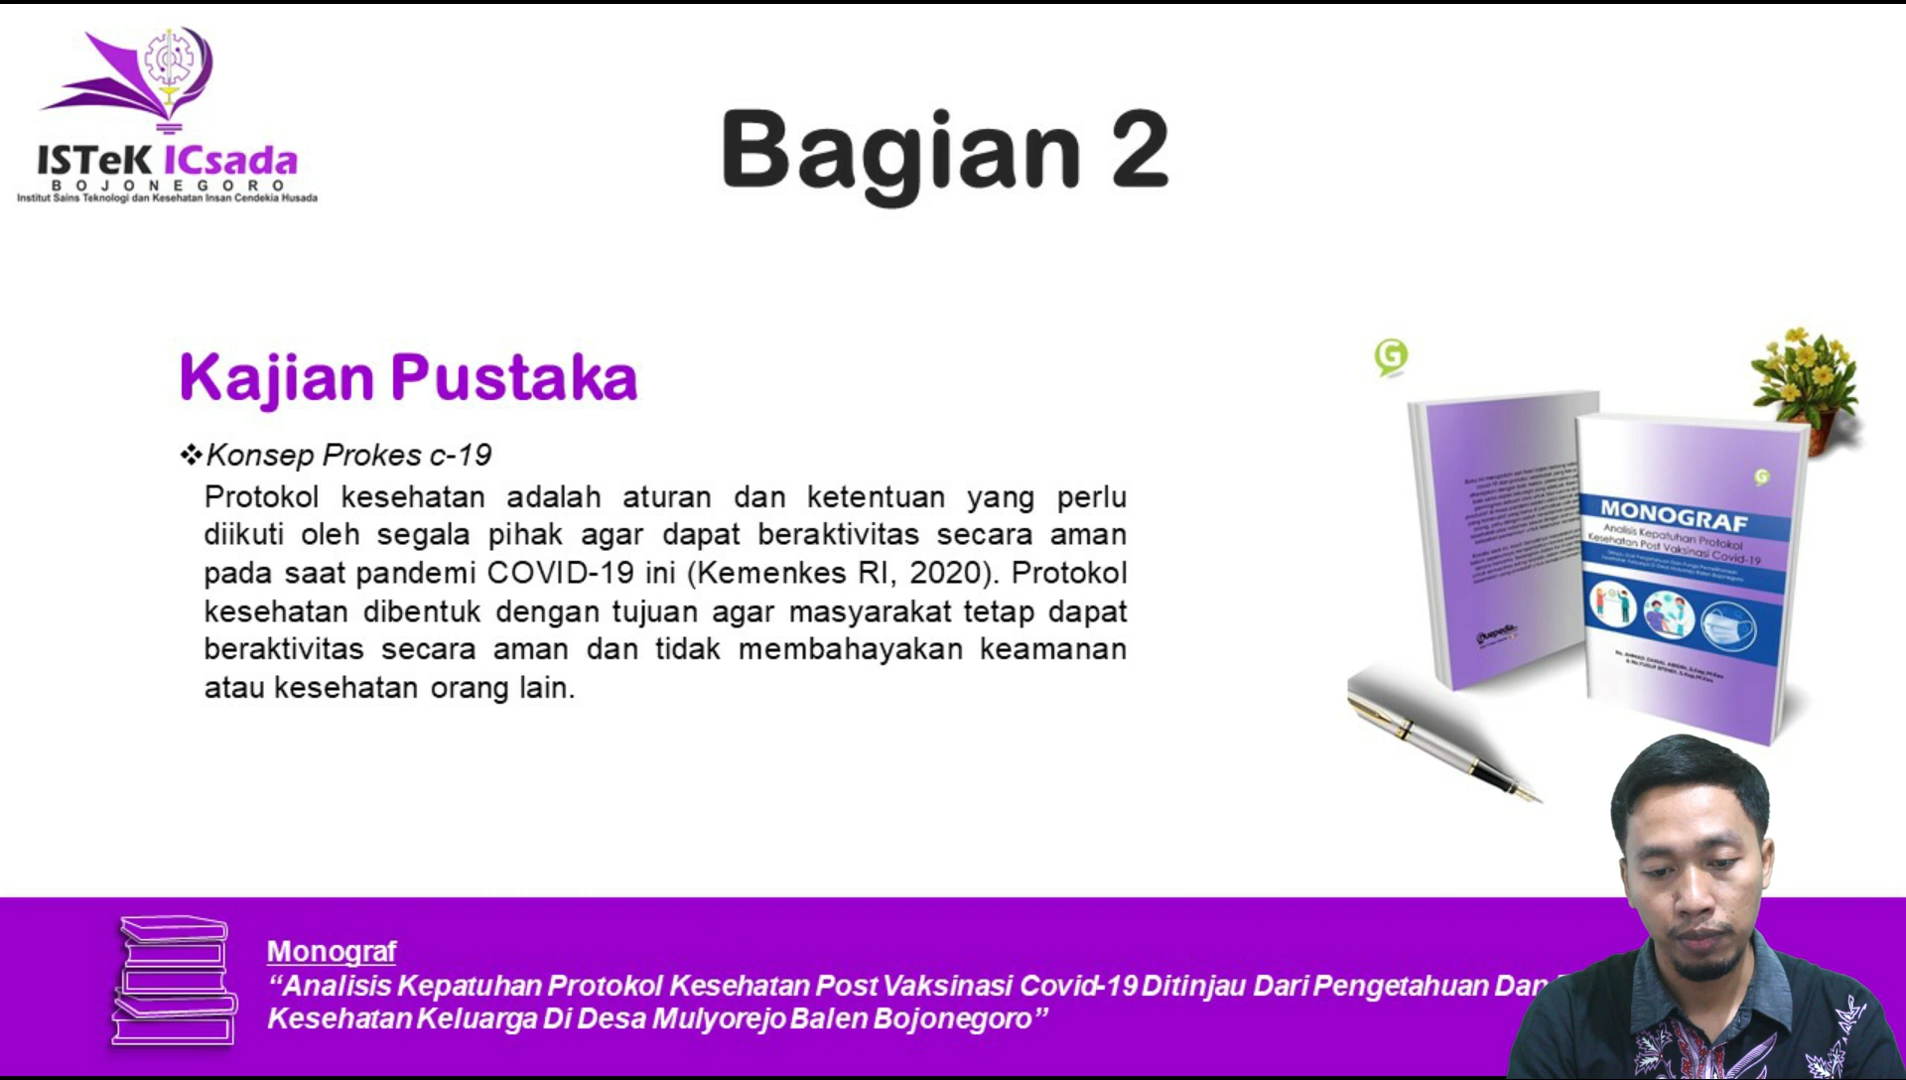 ISTeK ICsada
BOJONEGORO
Institut Sains Teknologi dan Kesehatan Insan Cendekia Husada
Bagian 2
Kajian Pustaka
❖Konsep Prokes c-19
Protokol kesehatan adalah aturan dan ketentuan yang perlu
diikuti oleh segala pihak agar dapat beraktivitas secara aman
pada saat pandemi COVID-19 ini (Kemenkes RI, 2020). Protokol
kesehatan dibentuk dengan tujuan agar masyarakat tetap dapat
beraktivitas secara aman dan tidak membahayakan keamanan
atau kesehatan orang lain.
G
MONOGRAF
Analisis Kepatuhan Protokol
Kesehatan Post Vaksinasi Covid-19
Guepedia
Monograf
“Analisis Kepatuhan Protokol Kesehatan Post Vaksinasi Covid-19 Ditinjau Dari Pengetahuan Dan
Kesehatan Keluarga Di Desa Mulyorejo Balen Bojonegoro”